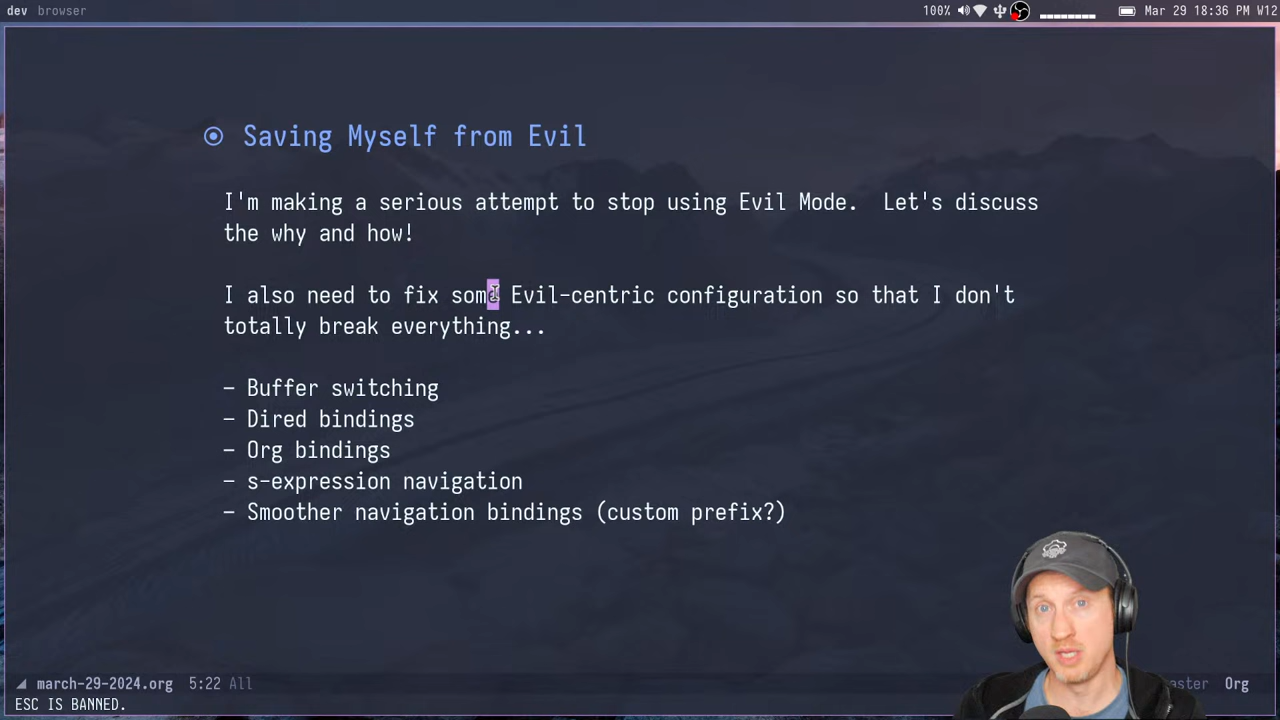 dev browser
100% Mar 29 18:36 PM W12
Saving Myself from Evil
I'm making a serious attempt to stop using Evil Mode.  Let's discuss
the why and how!
I also need to fix some Evil-centric configuration so that I don't
totally break everything...
- Buffer switching
- Dired bindings
- Org bindings
- s-expression navigation
- Smoother navigation bindings (custom prefix?)
march-29-2024.org 5:22 All aster Org
ESC IS BANNED.